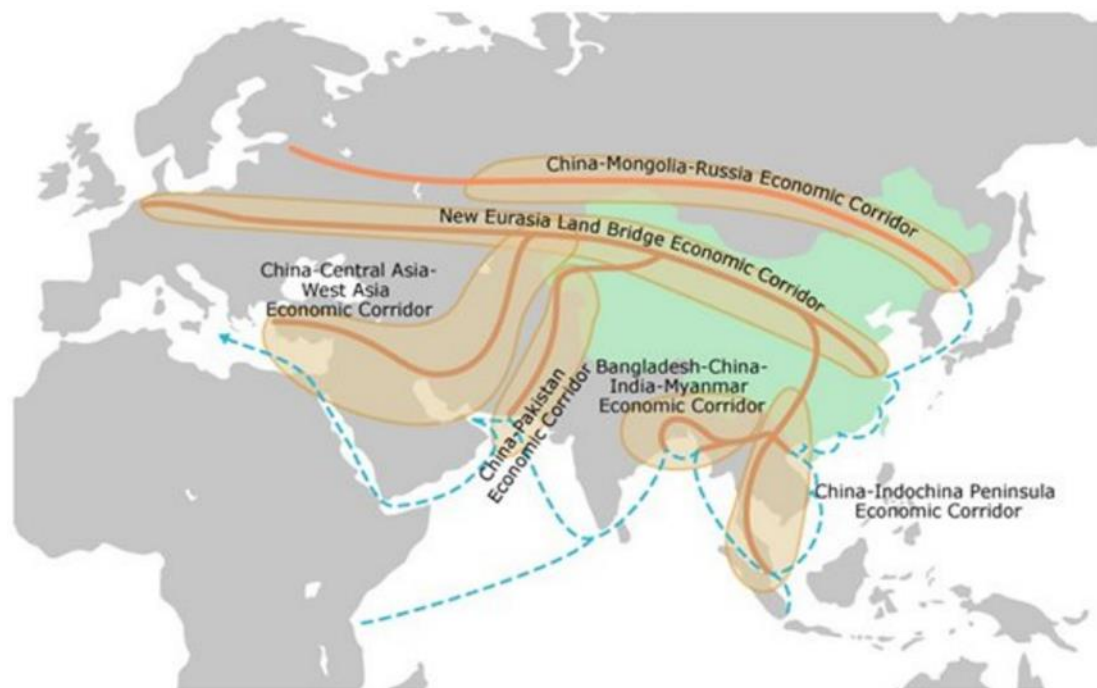 China-Mongolia-Russia Economic Corridor
New Eurasia Land Bridge Economic Corridor
China-Central Asia-
West Asia
Economic Corridor
Bangladesh-China-
India-Myanmar
Economic Corridor
China-Pakistan
Economic Corridor
China-Indochina Peninsula
Economic Corridor